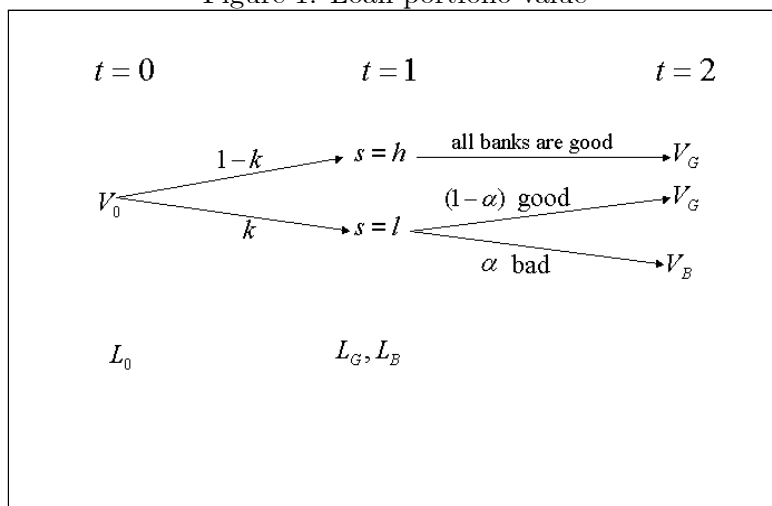 Figure 1: Loan portfolio value
t = 0 t = 1 t = 2
1 − k s = h all banks are good V_G
V_0 (1 − α) good V_G
k s = l
α bad V_B
L_0 L_G, L_B